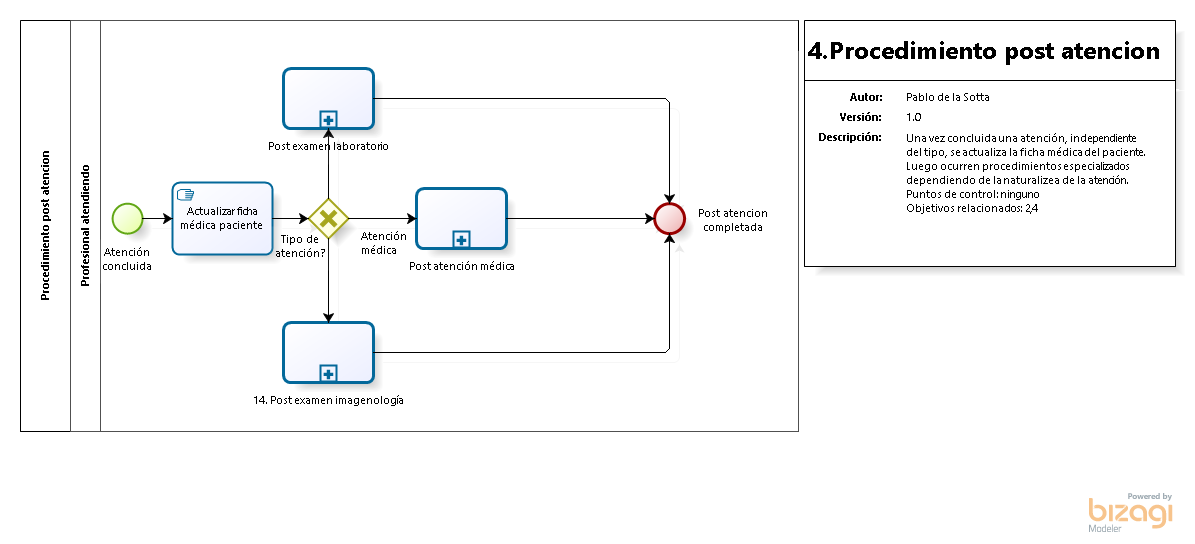 Procedimiento post atencion
Profesional atendiendo
Post examen laboratorio
Atención
concluida
Actualizar ficha
médica paciente
Tipo de
atención?
Atención
médica
Post atención médica
Post atencion
completada
14. Post examen imagenología
4.Procedimiento post atencion
Autor: Pablo de la Sotta
Versión: 1.0
Descripción: Una vez concluida una atención, independiente
del tipo, se actualiza la ficha médica del paciente.
Luego ocurren procedimientos especializados
dependiendo de la naturalizea de la atención.
Puntos de control: ninguno
Objetivos relacionados: 2,4
Powered by
bizagi
Modeler